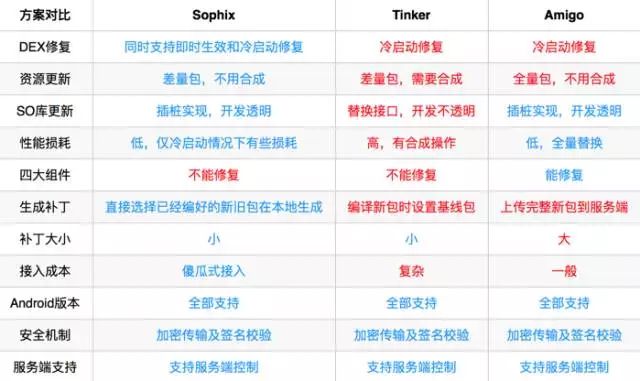 方案对比 Sophix Tinker Amigo
DEX修复 同时支持即时生效和冷启动修复 冷启动修复 冷启动修复
资源更新 差量包，不用合成 差量包，需要合成 全量包，不用合成
SO库更新 插桩实现，开发透明 替换接口，开发不透明 插桩实现，开发透明
性能损耗 低，仅冷启动情况下有些损耗 高，有合成操作 低，全量替换
四大组件 不能修复 不能修复 能修复
生成补丁 直接选择已经编好的新旧包在本地生成 编译新包时设置基线包 上传完整新包到服务端
补丁大小 小 小 大
接入成本 傻瓜式接入 复杂 一般
Android版本 全部支持 全部支持 全部支持
安全机制 加密传输及签名校验 加密传输及签名校验 加密传输及签名校验
服务端支持 支持服务端控制 支持服务端控制 支持服务端控制